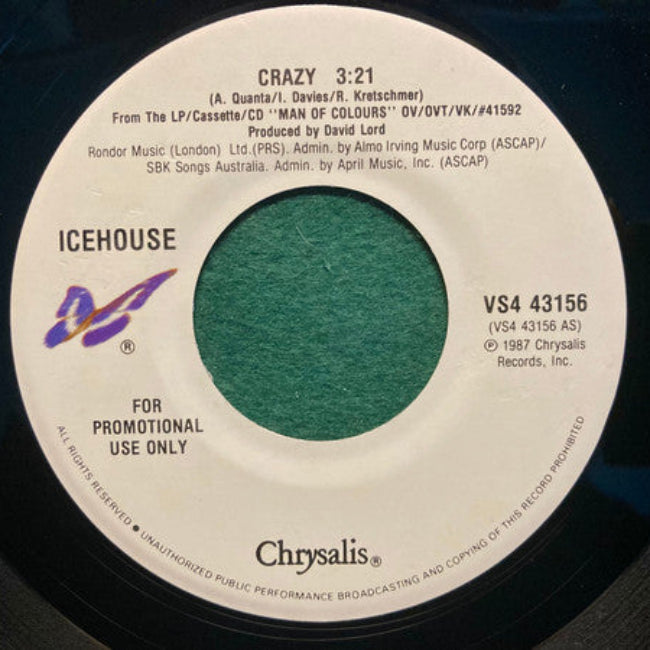 CRAZY 3:21
(A. Quanta/I. Davies/R. Kretschmer)
From The LP/Cassette/CD "MAN OF COLOURS" OV/OVT/VK/#41592
Produced by David Lord
Rondor Music (London) Ltd.(PRS). Admin. by Almo Irving Music Corp (ASCAP)/
SBK Songs Australia. Admin. by April Music, Inc. (ASCAP)
ICEHOUSE
®
VS4 43156
(VS4 43156 AS)
℗ 1987 Chrysalis
Records, Inc.
FOR
PROMOTIONAL
USE ONLY
Chrysalis®
ALL RIGHTS RESERVED ● UNAUTHORIZED PUBLIC PERFORMANCE BROADCASTING AND COPYING OF THIS RECORD PROHIBITED